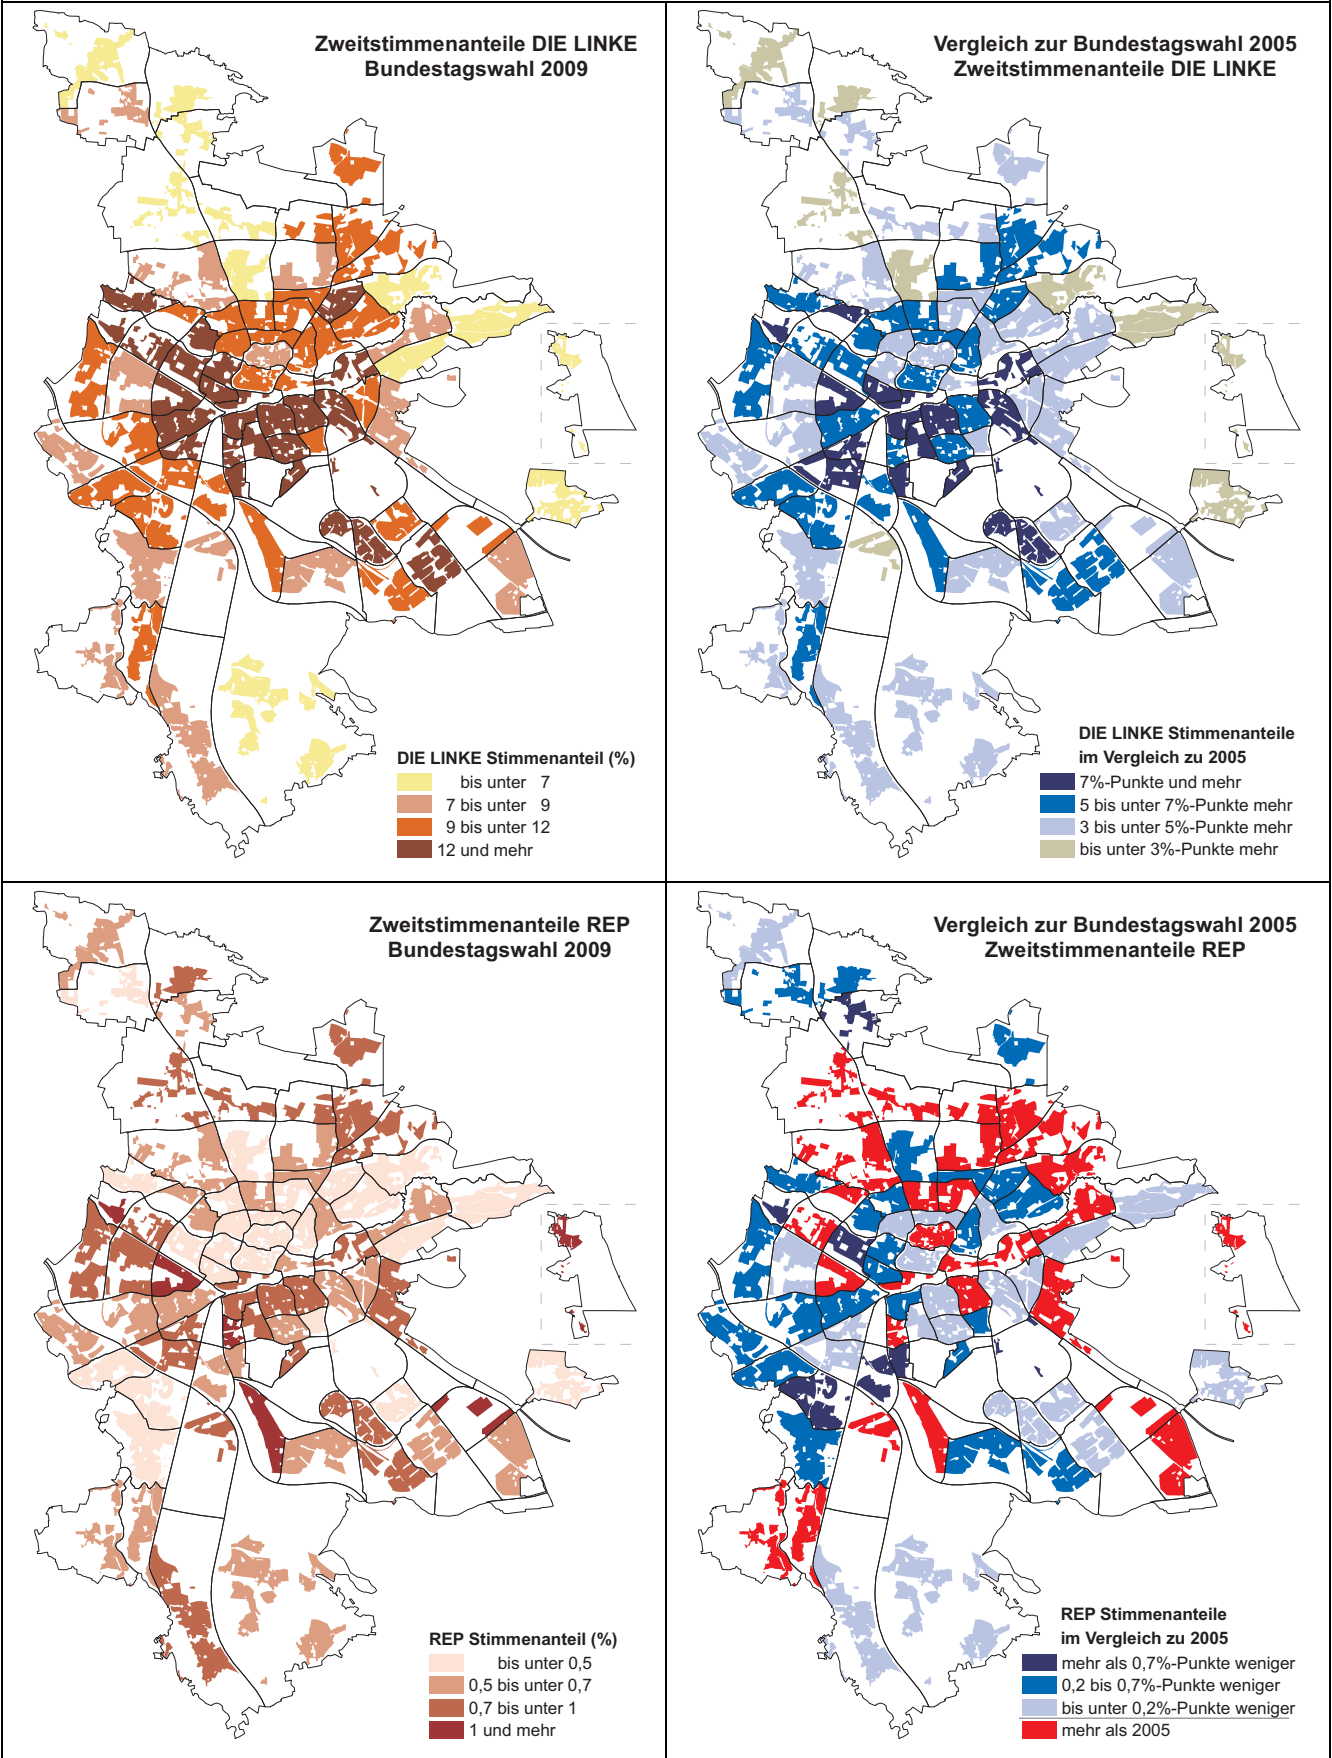 Zweitstimmenanteile DIE LINKE
Bundestagswahl 2009
DIE LINKE Stimmenanteil (%)
bis unter 7
7 bis unter 9
9 bis unter 12
12 und mehr
Vergleich zur Bundestagswahl 2005
Zweitstimmenanteile DIE LINKE
DIE LINKE Stimmenanteile
im Vergleich zu 2005
7%-Punkte und mehr
5 bis unter 7%-Punkte mehr
3 bis unter 5%-Punkte mehr
bis unter 3%-Punkte mehr
Zweitstimmenanteile REP
Bundestagswahl 2009
REP Stimmenanteil (%)
bis unter 0,5
0,5 bis unter 0,7
0,7 bis unter 1
1 und mehr
Vergleich zur Bundestagswahl 2005
Zweitstimmenanteile REP
REP Stimmenanteile
im Vergleich zu 2005
mehr als 0,7%-Punkte weniger
0,2 bis 0,7%-Punkte weniger
bis unter 0,2%-Punkte weniger
mehr als 2005